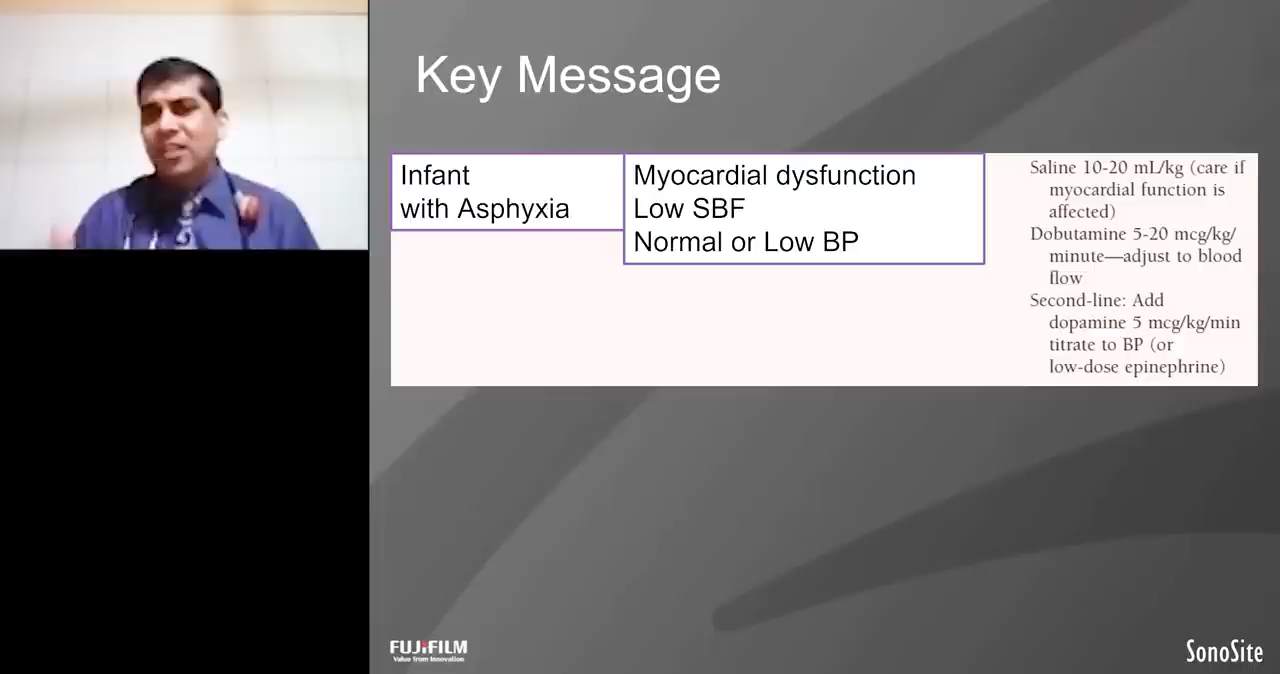 Key Message
Infant
with Asphyxia
Myocardial dysfunction
Low SBF
Normal or Low BP
Saline 10-20 mL/kg (care if
myocardial function is
affected)
Dobutamine 5-20 mcg/kg/
minute—adjust to blood
flow
Second-line: Add
dopamine 5 mcg/kg/min
titrate to BP (or
low-dose epinephrine)
FUJIFILM
Value from Innovation
SonoSite